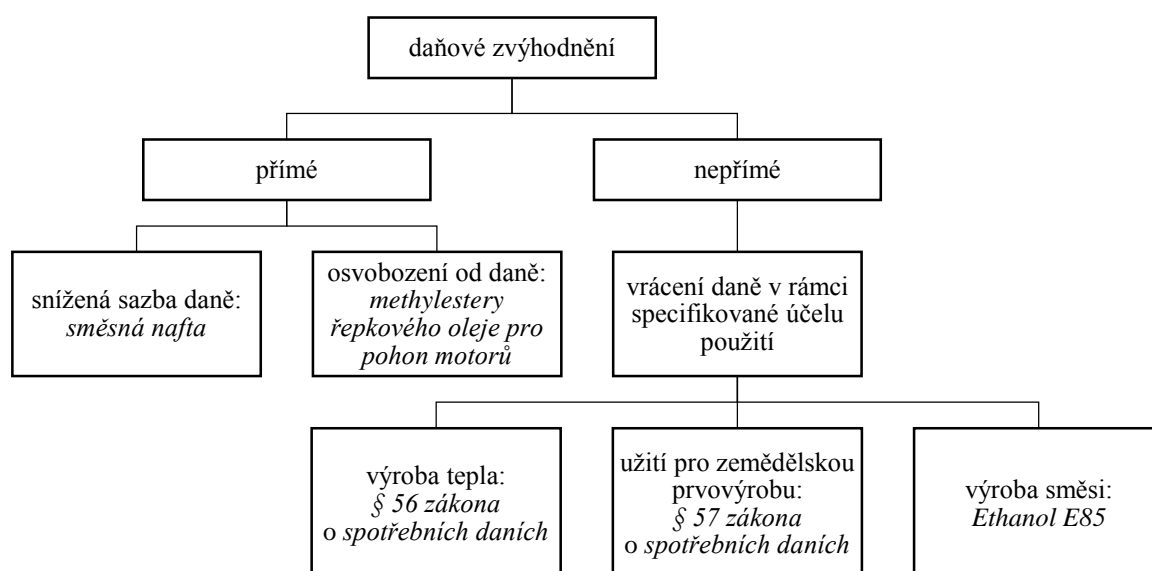 daňové zvýhodnění
přímé
nepřímé
snížená sazba daně:
směsná nafta
osvobození od daně:
methylestery
řepkového oleje pro
pohon motorů
vrácení daně v rámci
specifikované účelu
použití
výroba tepla:
§ 56 zákona
o spotřebních daních
užití pro zemědělskou
prvovýrobu:
§ 57 zákona
o spotřebních daních
výroba směsi:
Ethanol E85